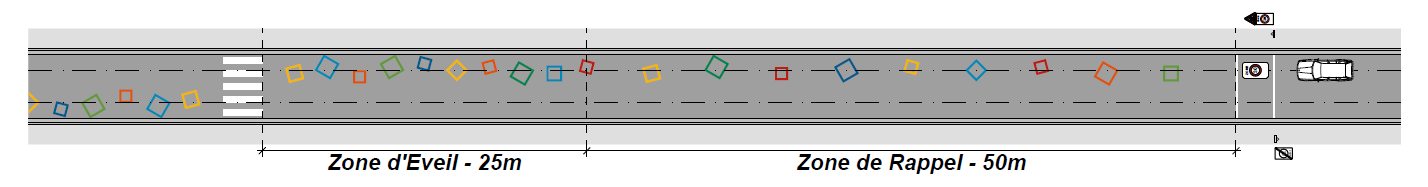 Zone d'Eveil - 25m
Zone de Rappel - 50m